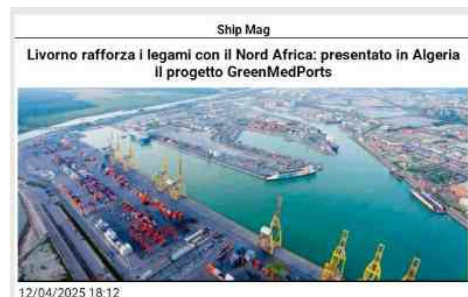 Ship Mag
Livorno rafforza i legami con il Nord Africa: presentato in Algeria
il progetto GreenMedPorts
12/04/2025 18:12